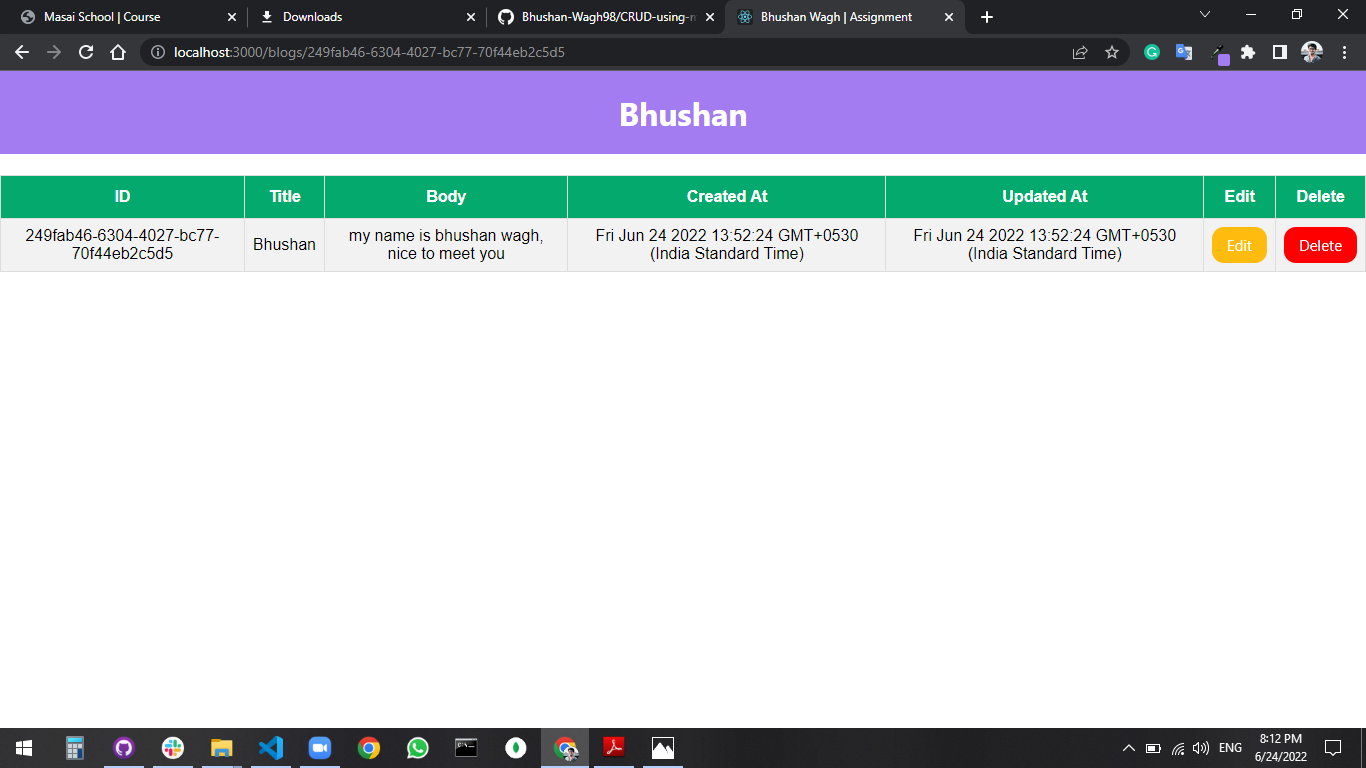 Masai School | Course
Downloads
Bhushan-Wagh98/CRUD-using-m
Bhushan Wagh | Assignment
localhost:3000/blogs/249fab46-6304-4027-bc77-70f44eb2c5d5
Bhushan
ID Title Body Created At Updated At Edit Delete
249fab46-6304-4027-bc77-
70f44eb2c5d5
Bhushan
my name is bhushan wagh,
nice to meet you
Fri Jun 24 2022 13:52:24 GMT+0530
(India Standard Time)
Fri Jun 24 2022 13:52:24 GMT+0530
(India Standard Time)
Edit
Delete
ENG
8:12 PM
6/24/2022